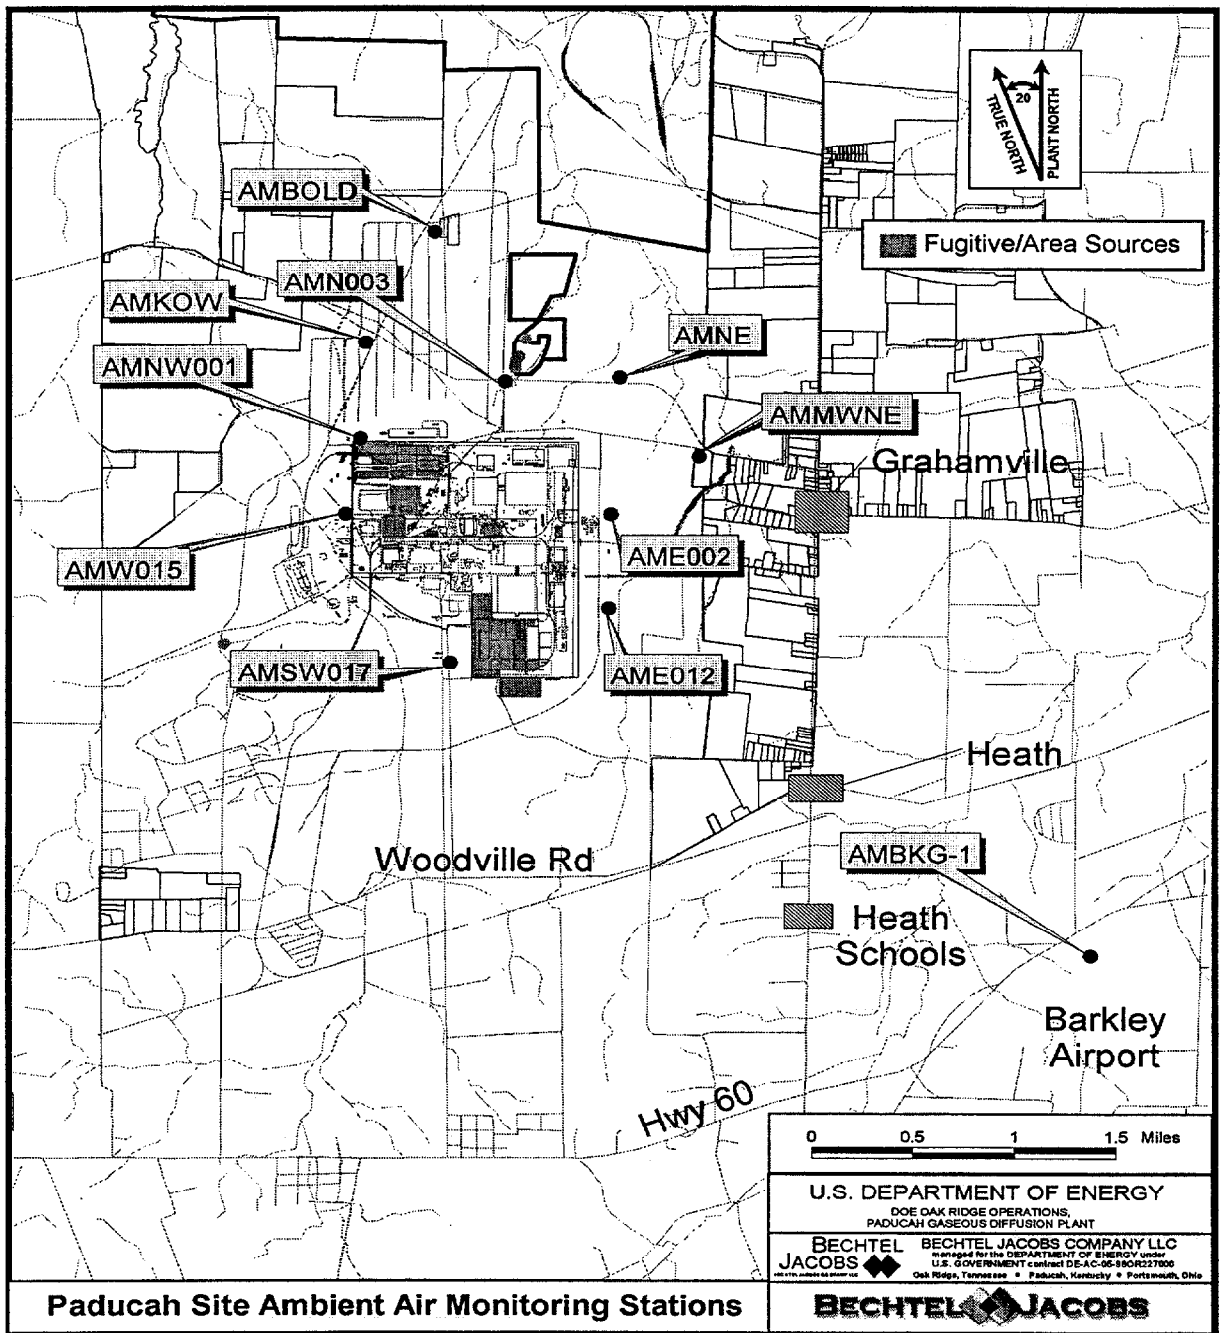 20
TRUE NORTH
PLANT NORTH
AMBOLD
Fugitive/Area Sources
AMN003
AMKOW
AMNE
AMNW001
AMMWNE
Grahamville
AMW015
AME002
AMSW017
AME012
Heath
Woodville Rd
AMBKG-1
Heath
Schools
Barkley
Airport
Hwy 60
0 0.5 1 1.5 Miles
U.S. DEPARTMENT OF ENERGY
DOE OAK RIDGE OPERATIONS,
PADUCAH GASEOUS DIFFUSION PLANT
BECHTEL
JACOBS
BECHTEL JACOBS COMPANY LLC
managed for the DEPARTMENT OF ENERGY under
U.S. GOVERNMENT contract
Oak Ridge, Tennessee • Paducah, Kentucky • Portsmouth, Ohio
Paducah Site Ambient Air Monitoring Stations
BECHTEL JACOBS